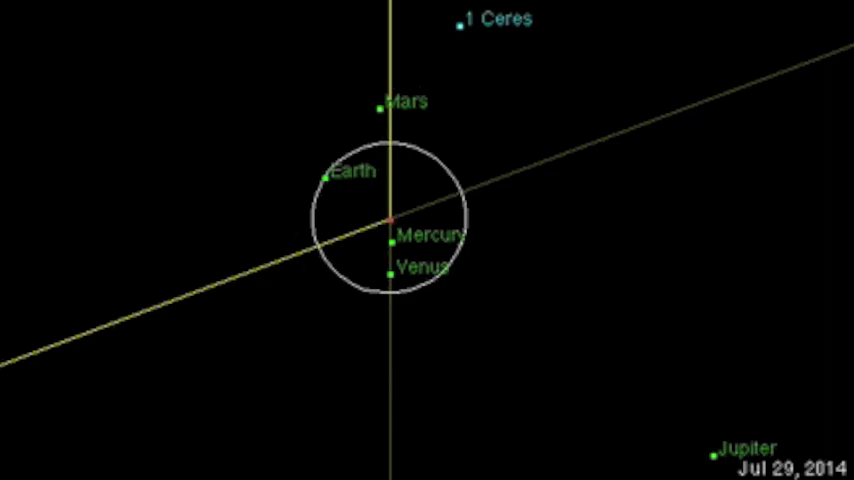 1 Ceres
Mars
Earth
Mercury
Venus
Jupiter
Jul 29, 2014